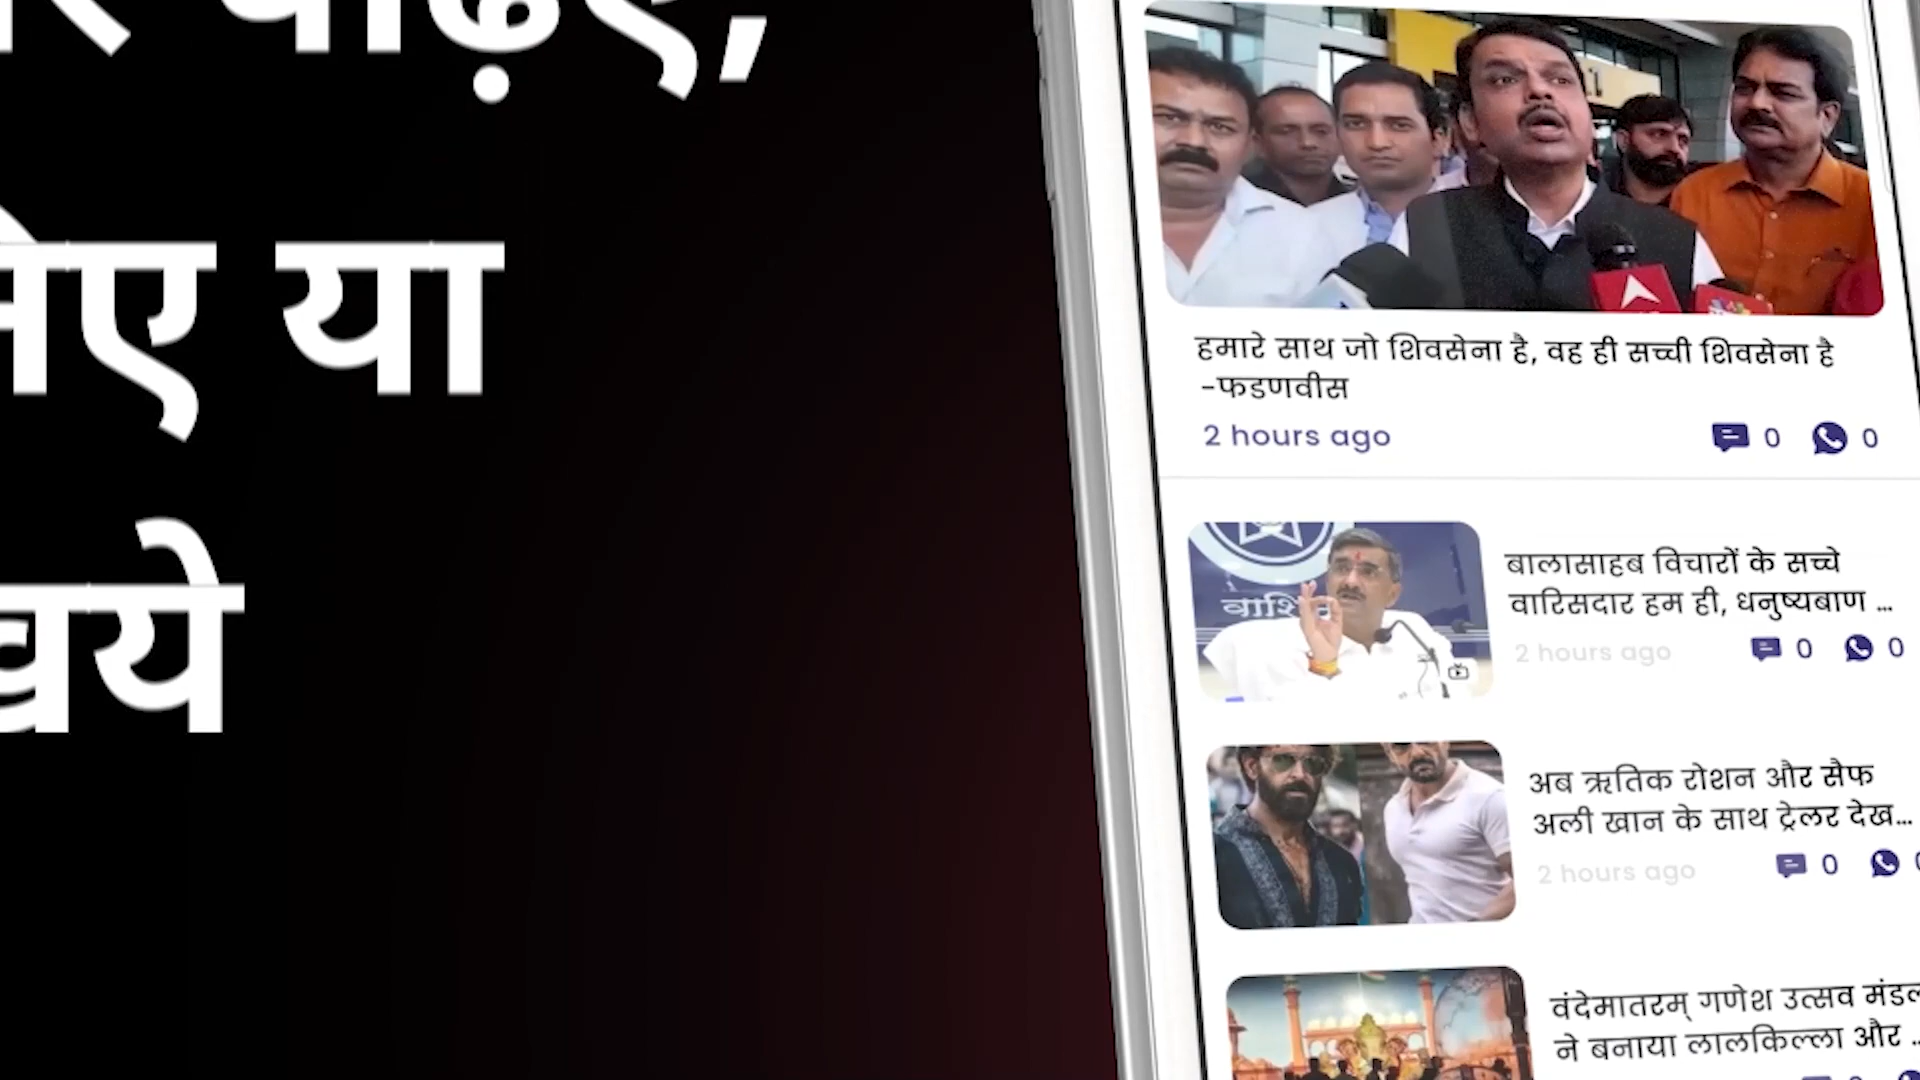 या
हमारे साथ जो शिवसेना है, वह ही सच्ची शिवसेना है
-फडणवीस
2 hours ago
0
0
वाशिम
बालासाहब विचारों के सच्चे
वारिसदार हम ही, धनुष्यबाण ...
2 hours ago
0
0
अब ऋतिक रोशन और सैफ
अली खान के साथ ट्रेलर देख...
2 hours ago
0
वंदेमातरम् गणेश उत्सव मंडल
ने बनाया लालकिल्ला और ..